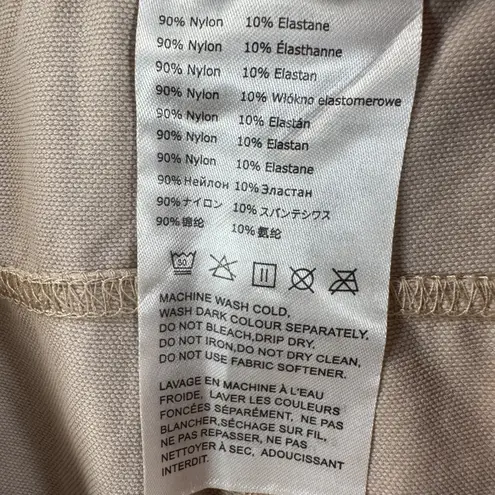 90% Nylon 10% Elastane
90% Nylon 10% Élasthanne
90% Nylon 10% Elastan
90% Nylon 10% Włókno elastomerowe
90% Nylon 10% Elastán
90% Nylon 10% Elastan
90% Nylon 10% Elastane
90% Нейлон 10% Эластан
90% ナイロン 10% スパンテシワス
90% 锦纶 10% 氨纶
30
MACHINE WASH COLD,
WASH DARK COLOUR SEPARATELY,
DO NOT BLEACH,DRIP DRY.
DO NOT IRON,DO NOT DRY CLEAN,
DO NOT USE FABRIC SOFTENER.
LAVAGE EN MACHINE À L'EAU
FROIDE, LAVER LES COULEURS
FONCÉES SÉPARÉMENT, NE PAS
BLANCHER,SÉCHAGE SUR FIL,
NE PAS REPASSER, NE PAS
NETTOYER À SEC, ADOUCISSANT
INTERDIT.